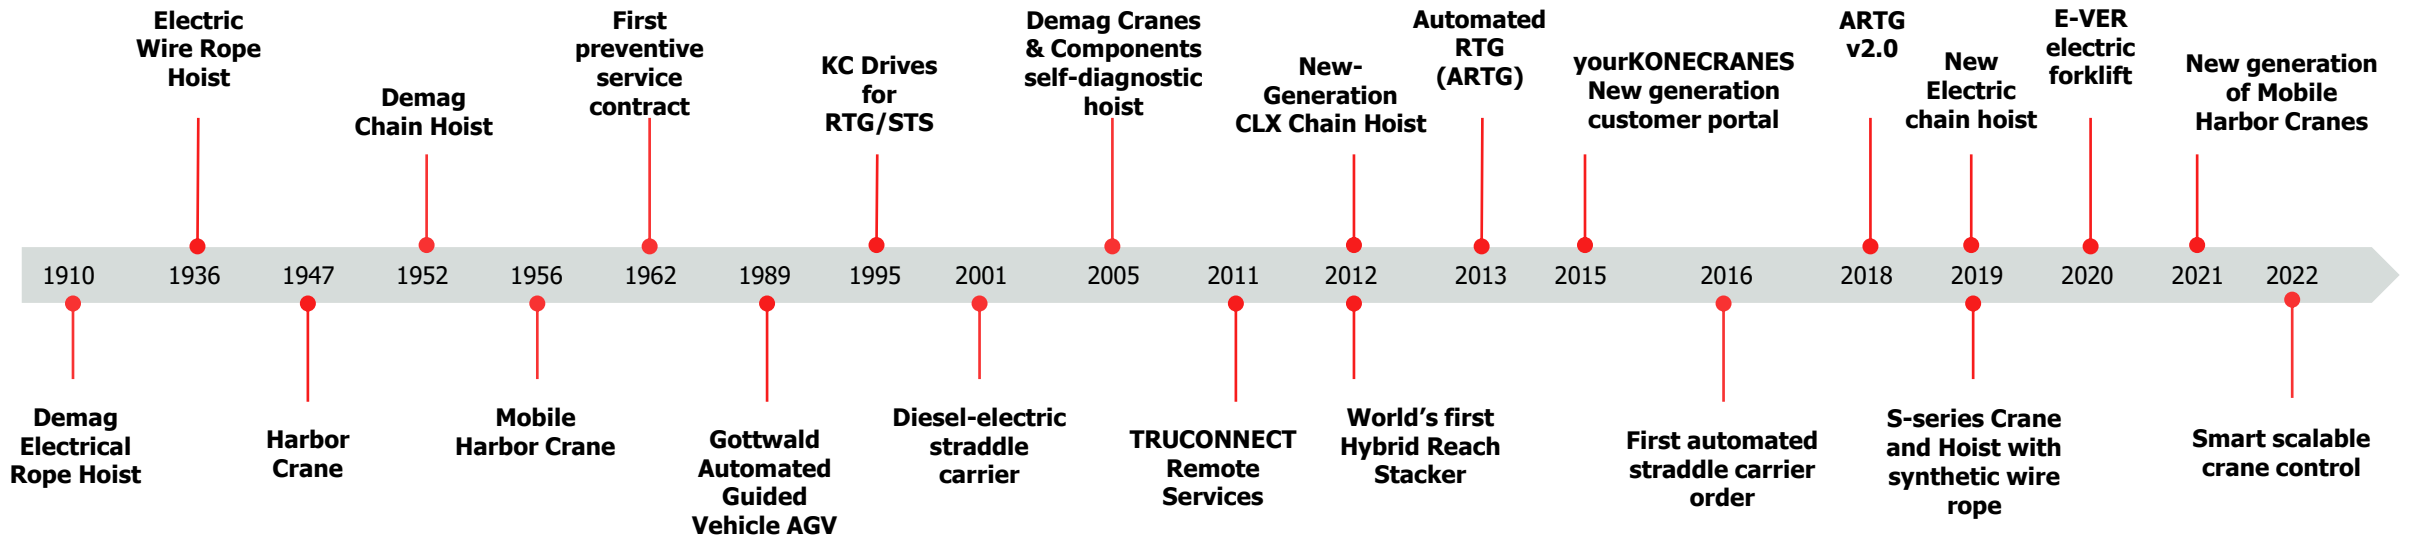 Electric
Wire Rope
Hoist
Demag
Chain Hoist
First
preventive
service
contract
KC Drives
for
RTG/STS
Demag Cranes
& Components
self-diagnostic
hoist
New-
Generation
CLX Chain Hoist
Automated
RTG
(ARTG)
yourKONECRANES
New generation
customer portal
ARTG
v2.0
New
Electric
chain hoist
E-VER
electric
forklift
New generation
of Mobile
Harbor Cranes
1910 1936 1947 1952 1956 1962 1989 1995 2001 2005 2011 2012 2013 2015 2016 2018 2019 2020 2021 2022
Demag
Electrical
Rope Hoist
Harbor
Crane
Mobile
Harbor Crane
Gottwald
Automated
Guided
Vehicle AGV
Diesel-electric
straddle
carrier
TRUCONNECT
Remote
Services
World’s first
Hybrid Reach
Stacker
First automated
straddle carrier
order
S-series Crane
and Hoist with
synthetic wire
rope
Smart scalable
crane control